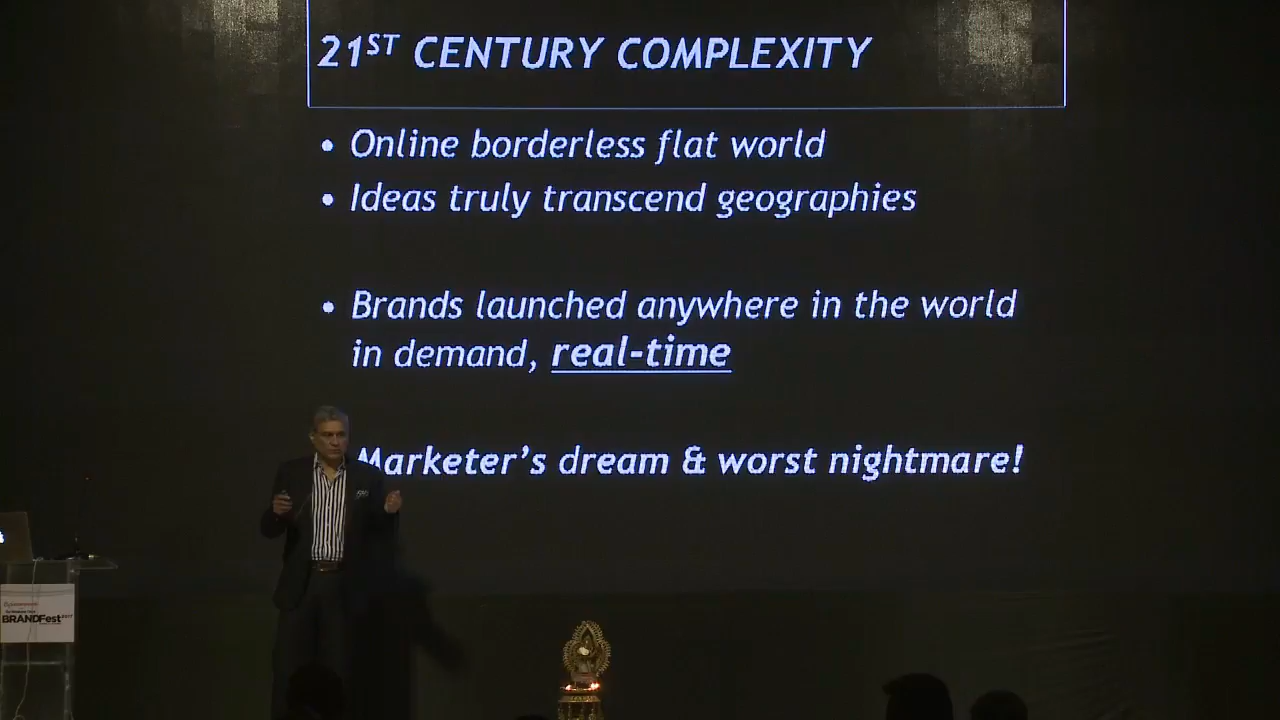 21ST CENTURY COMPLEXITY
• Online borderless flat world
• Ideas truly transcend geographies
• Brands launched anywhere in the world
in demand, real-time
Marketer's dream & worst nightmare!
BRANDFest 2017